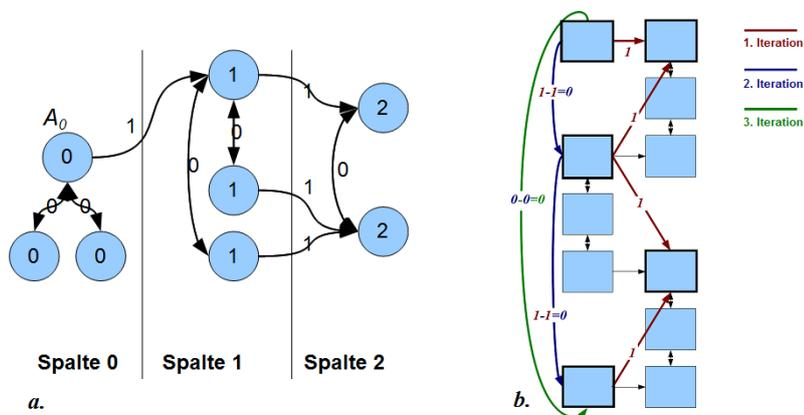 A0
0
1
0
0
0
0
1
0
0
1
1
1
1
1
0
2
2
Spalte 0
Spalte 1
Spalte 2
a.
1
1-1=0
1
0-0=0
1
1-1=0
1
1. Iteration
2. Iteration
3. Iteration
b.